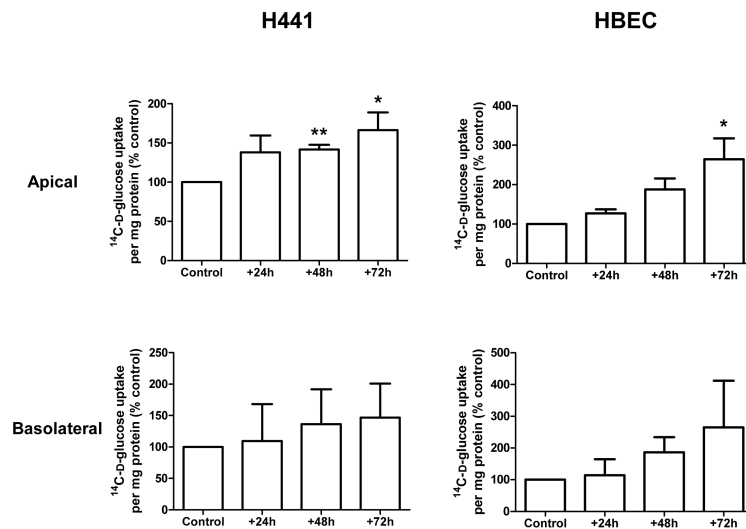 H441
HBEC
Apical
¹⁴C-D-glucose uptake
per mg protein (% control)
200
150
100
50
0
**
*
Control +24h +48h +72h
¹⁴C-D-glucose uptake
per mg protein (% control)
400
300
200
100
0
*
Control +24h +48h +72h
Basolateral
¹⁴C-D-glucose uptake
per mg protein (% control)
250
200
150
100
50
0
Control +24h +48h +72h
¹⁴C-D-glucose uptake
per mg protein (% control)
500
400
300
200
100
0
Control +24h +48h +72h